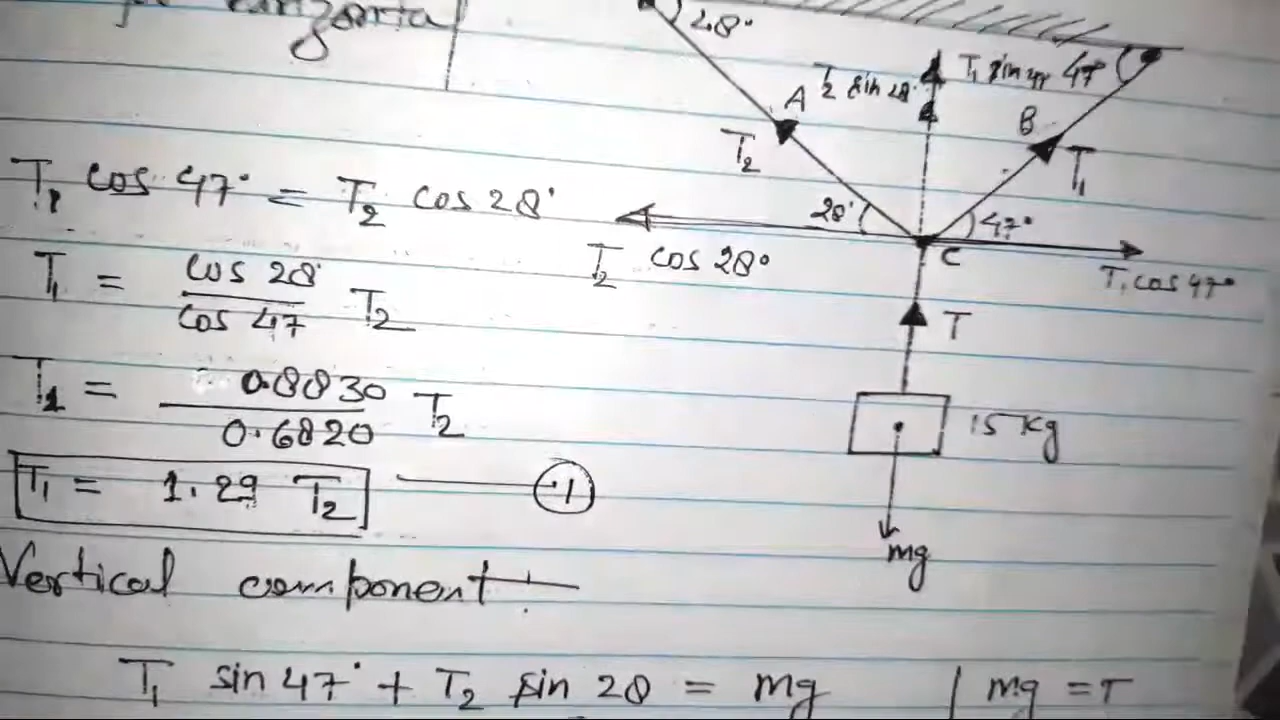 horizontal
28°
T₂ sin 28°
T₁ sin 47
47°
A
B
T₂
T₁
T₁ cos 47° = T₂ cos 28°
28°
47°
C
T₂ cos 28°
T₁ cos 47°
T₁ = cos 28° / cos 47 T₂
T
T₁ = 0.8830 / 0.6820 T₂
15 Kg
T₁ = 1.29 T₂ 1
mg
Vertical component
T₁ sin 47° + T₂ sin 28 = mg | mg = T